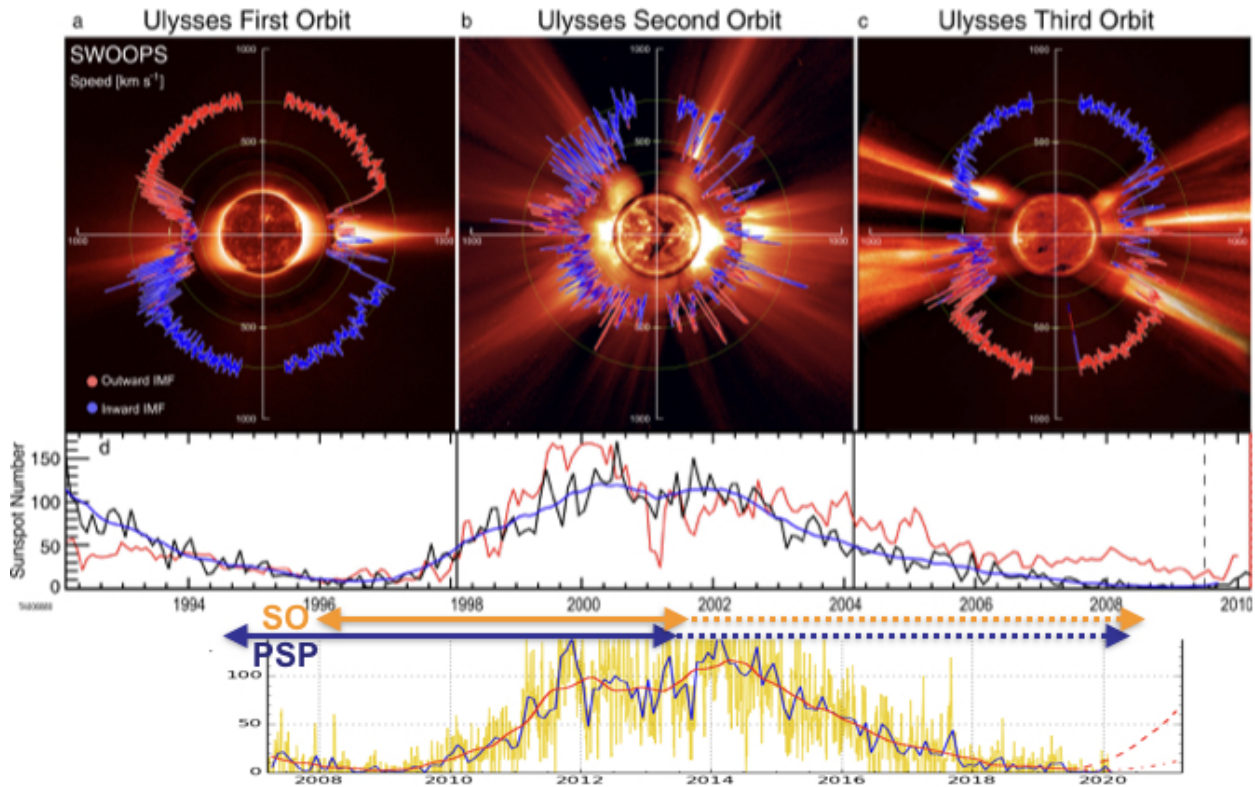 a Ulysses First Orbit
b Ulysses Second Orbit
c Ulysses Third Orbit
SWOOPS
Speed [km s⁻¹]
1000
500
1000
1000
500
1000
1000
500
1000
1000
500
1000
1000
500
1000
1000
500
1000
Outward IMF
Inward IMF
d
Sunspot Number
150
100
50
0
1994 1996 1998 2000 2002 2004 2006 2008 2010
SO
PSP
100
50
0
2008 2010 2012 2014 2016 2018 2020